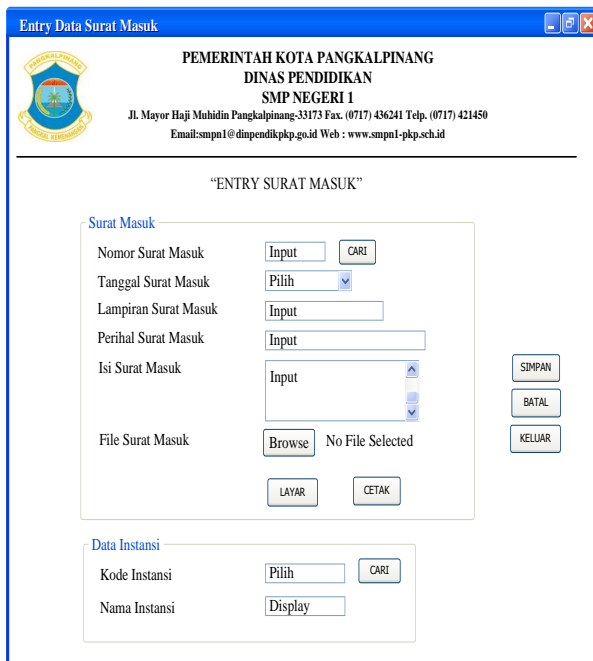 Entry Data Surat Masuk
PANGKALPINANG
PANGKAL KEMENANGAN
PEMERINTAH KOTA PANGKALPINANG
DINAS PENDIDIKAN
SMP NEGERI 1
Jl. Mayor Haji Muhidin Pangkalpinang-33173 Fax. (0717) 436241 Telp. (0717) 421450
Email:smpn1@dinpendikpkp.go.id Web : www.smpn1-pkp.sch.id
“ENTRY SURAT MASUK”
Surat Masuk
Nomor Surat Masuk Input CARI
Tanggal Surat Masuk Pilih
Lampiran Surat Masuk Input
Perihal Surat Masuk Input
Isi Surat Masuk Input
SIMPAN
BATAL
File Surat Masuk Browse No File Selected
KELUAR
LAYAR CETAK
Data Instansi
Kode Instansi Pilih CARI
Nama Instansi Display